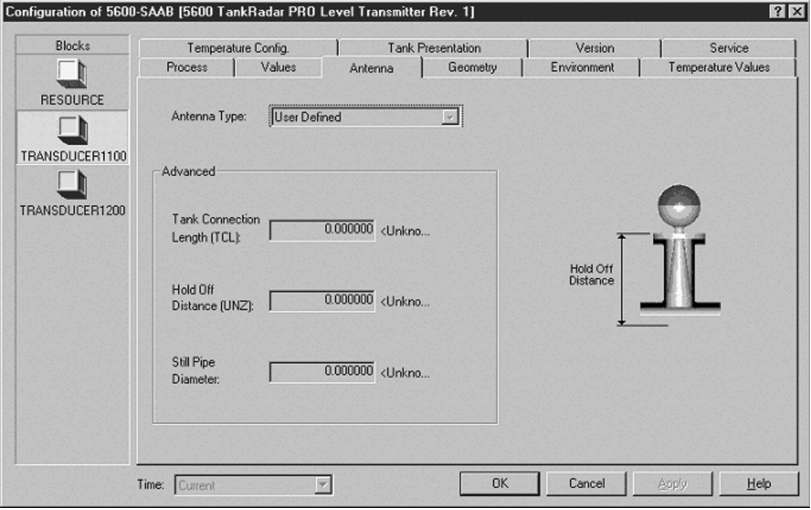 Configuration of 5600-SAAB [5600 TankRadar PRO Level Transmitter Rev. 1]
Blocks
RESOURCE
TRANSDUCER1100
TRANSDUCER1200
Temperature Config.
Tank Presentation
Version
Service
Process
Values
Antenna
Geometry
Environment
Temperature Values
Antenna Type:
User Defined
Advanced
Tank Connection
Length (TCL):
0.000000
<Unkno...
Hold Off
Distance (UNZ):
0.000000
<Unkno...
Still Pipe
Diameter:
0.000000
<Unkno...
Hold Off
Distance
Time:
Current
OK
Cancel
Apply
Help